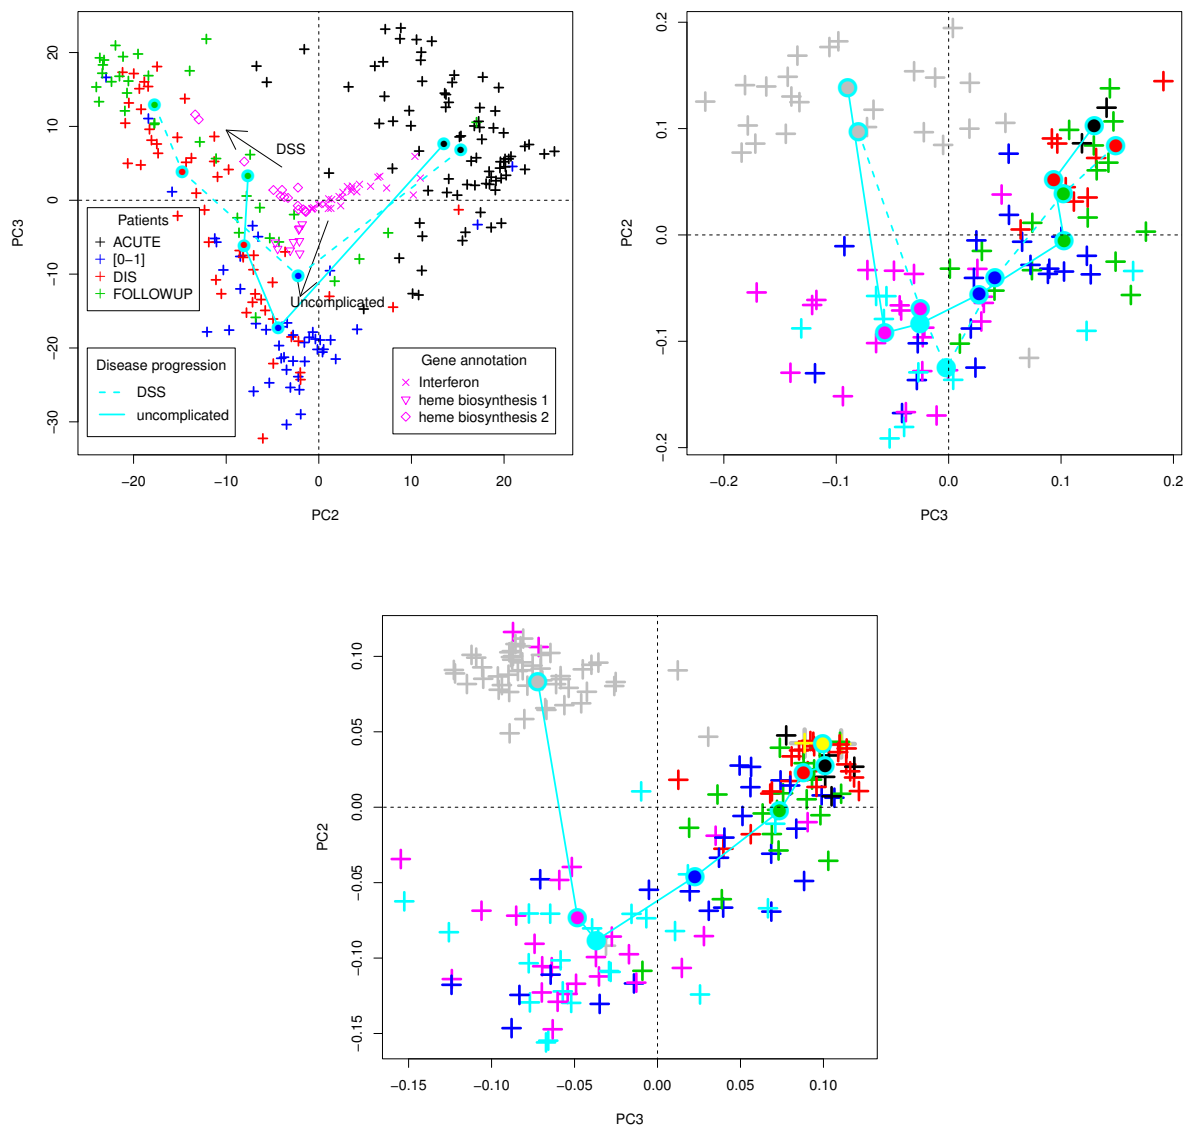 20
10
0
−10
−20
−30
PC3
DSS
Uncomplicated
Patients
ACUTE
[0−1]
DIS
FOLLOWUP
Disease progression
DSS
uncomplicated
Gene annotation
Interferon
heme biosynthesis 1
heme biosynthesis 2
−20 −10 0 10 20
PC2
0.2
0.1
0.0
−0.1
−0.2
PC2
−0.2 −0.1 0.0 0.1 0.2
PC3
0.10
0.05
0.00
−0.05
−0.10
−0.15
PC2
−0.15 −0.10 −0.05 0.00 0.05 0.10
PC3